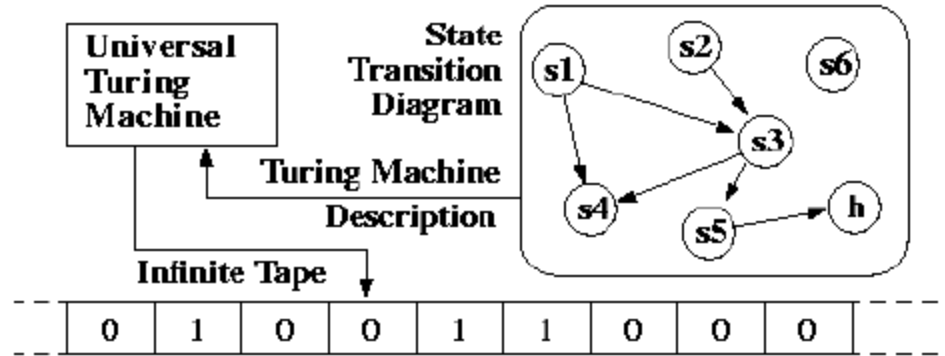 Universal
Turing
Machine
State
Transition
Diagram
s1
s2
s6
s3
s4
s5
h
Turing Machine
Description
Infinite Tape
0 1 0 0 1 1 0 0 0